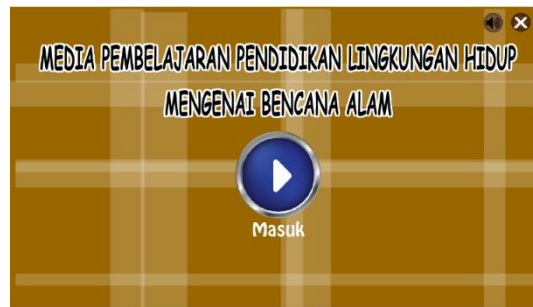 MEDIA PEMBELAJARAN PENDIDIKAN LINGKUNGAN HIDUP
MENGENAI BENCANA ALAM
Masuk